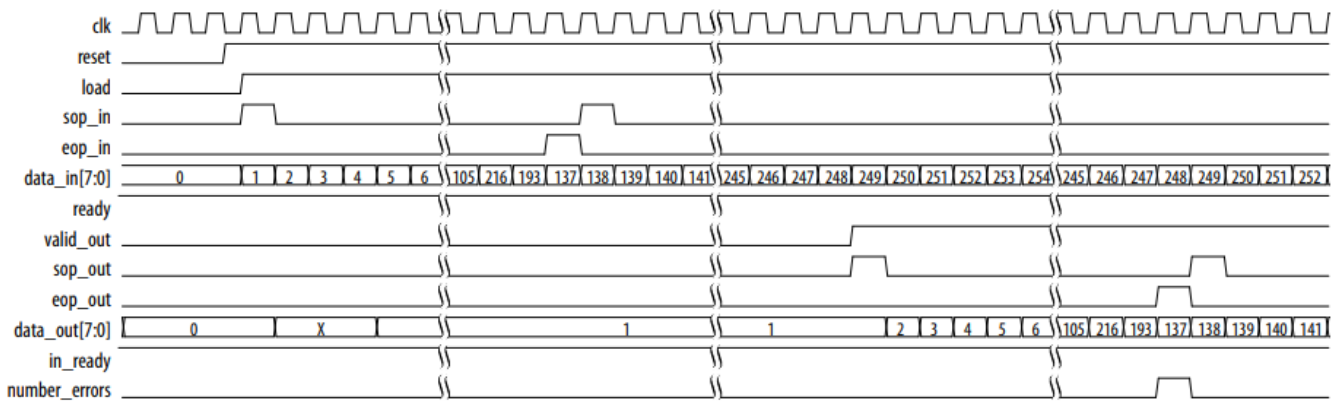 clk
reset
load
sop_in
eop_in
data_in[7:0] 0 1 2 3 4 5 6 105 216 193 137 138 139 140 141 245 246 247 248 249 250 251 252 253 254 245 246 247 248 249 250 251 252
ready
valid_out
sop_out
eop_out
data_out[7:0] 0 X 1 1 2 3 4 5 6 105 216 193 137 138 139 140 141
in_ready
number_errors